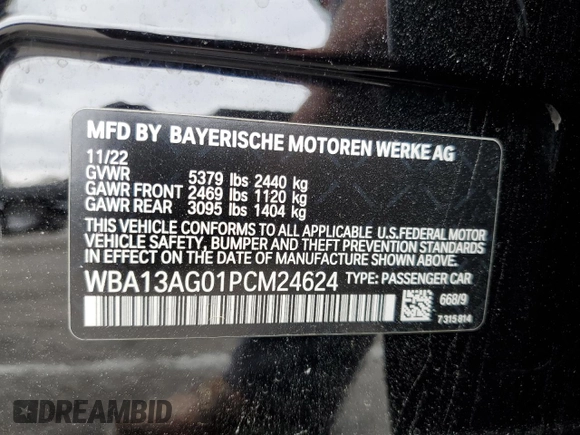 MFD BY BAYERISCHE MOTOREN WERKE AG
11/22
GVWR 5379 lbs 2440 kg
GAWR FRONT 2469 lbs 1120 kg
GAWR REAR 3095 lbs 1404 kg
THIS VEHICLE CONFORMS TO ALL APPLICABLE U.S.FEDERAL MOTOR
VEHICLE SAFETY, BUMPER AND THEFT PREVENTION STANDARDS
IN EFFECT ON THE DATE OF MANUFACTURE SHOWN ABOVE.
WBA13AG01PCM24624 TYPE: PASSENGER CAR
668/9
7315814
DREAMBID